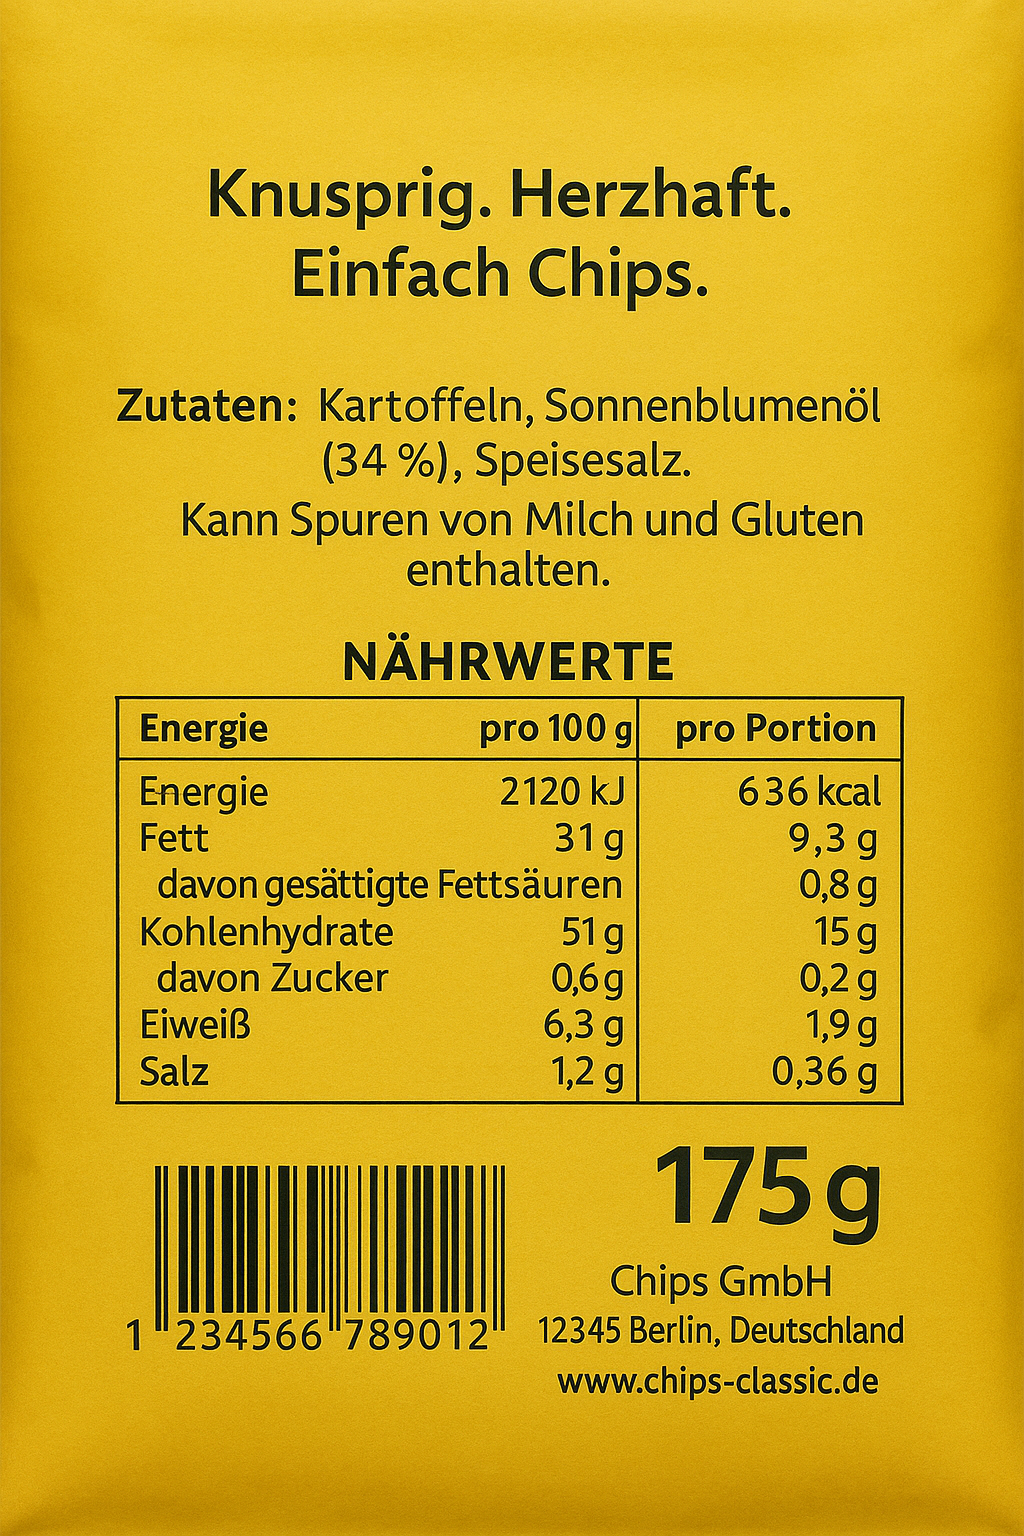 Knusprig. Herzhaft.
Einfach Chips.
Zutaten: Kartoffeln, Sonnenblumenöl
(34 %), Speisesalz.
Kann Spuren von Milch und Gluten
enthalten.
NÄHRWERTE
Energie pro 100 g pro Portion
Energie 2120 kJ 636 kcal
Fett 31 g 9,3 g
davon gesättigte Fettsäuren 0,8 g
Kohlenhydrate 51 g 15 g
davon Zucker 0,6 g 0,2 g
Eiweiß 6,3 g 1,9 g
Salz 1,2 g 0,36 g
175 g
Chips GmbH
12345 Berlin, Deutschland
www.chips-classic.de
1 234566 789012